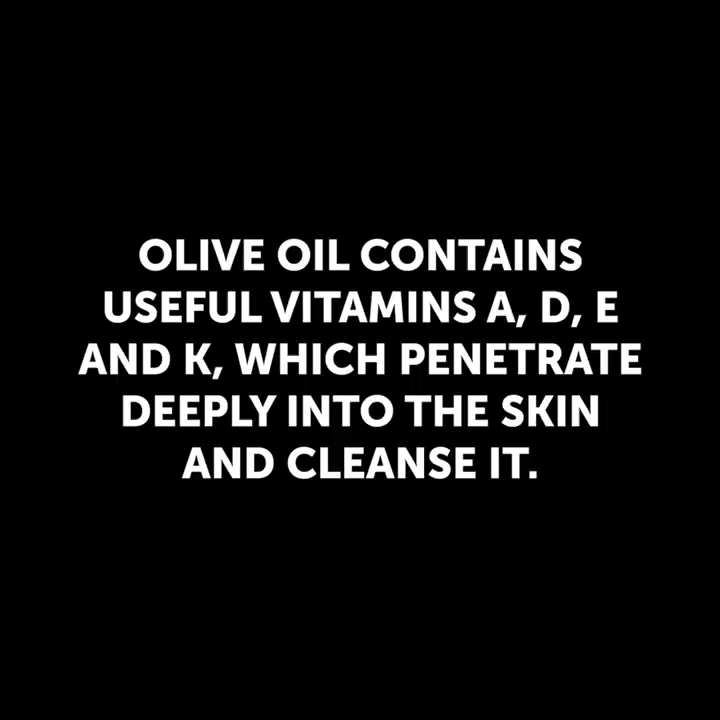 OLIVE OIL CONTAINS
USEFUL VITAMINS A, D, E
AND K, WHICH PENETRATE
DEEPLY INTO THE SKIN
AND CLEANSE IT.